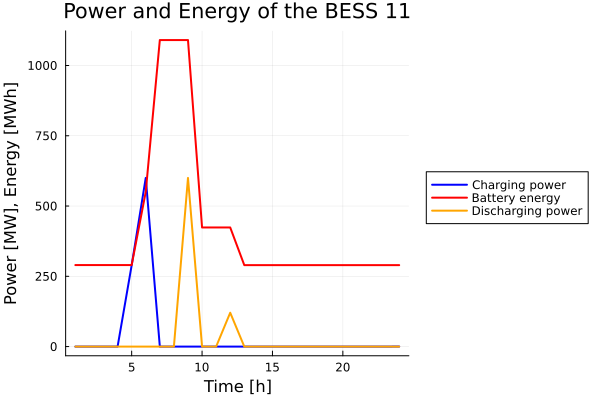 Power and Energy of the BESS 11
Power [MW], Energy [MWh]
1000
750
500
250
0
5
10
15
20
Time [h]
Charging power
Battery energy
Discharging power